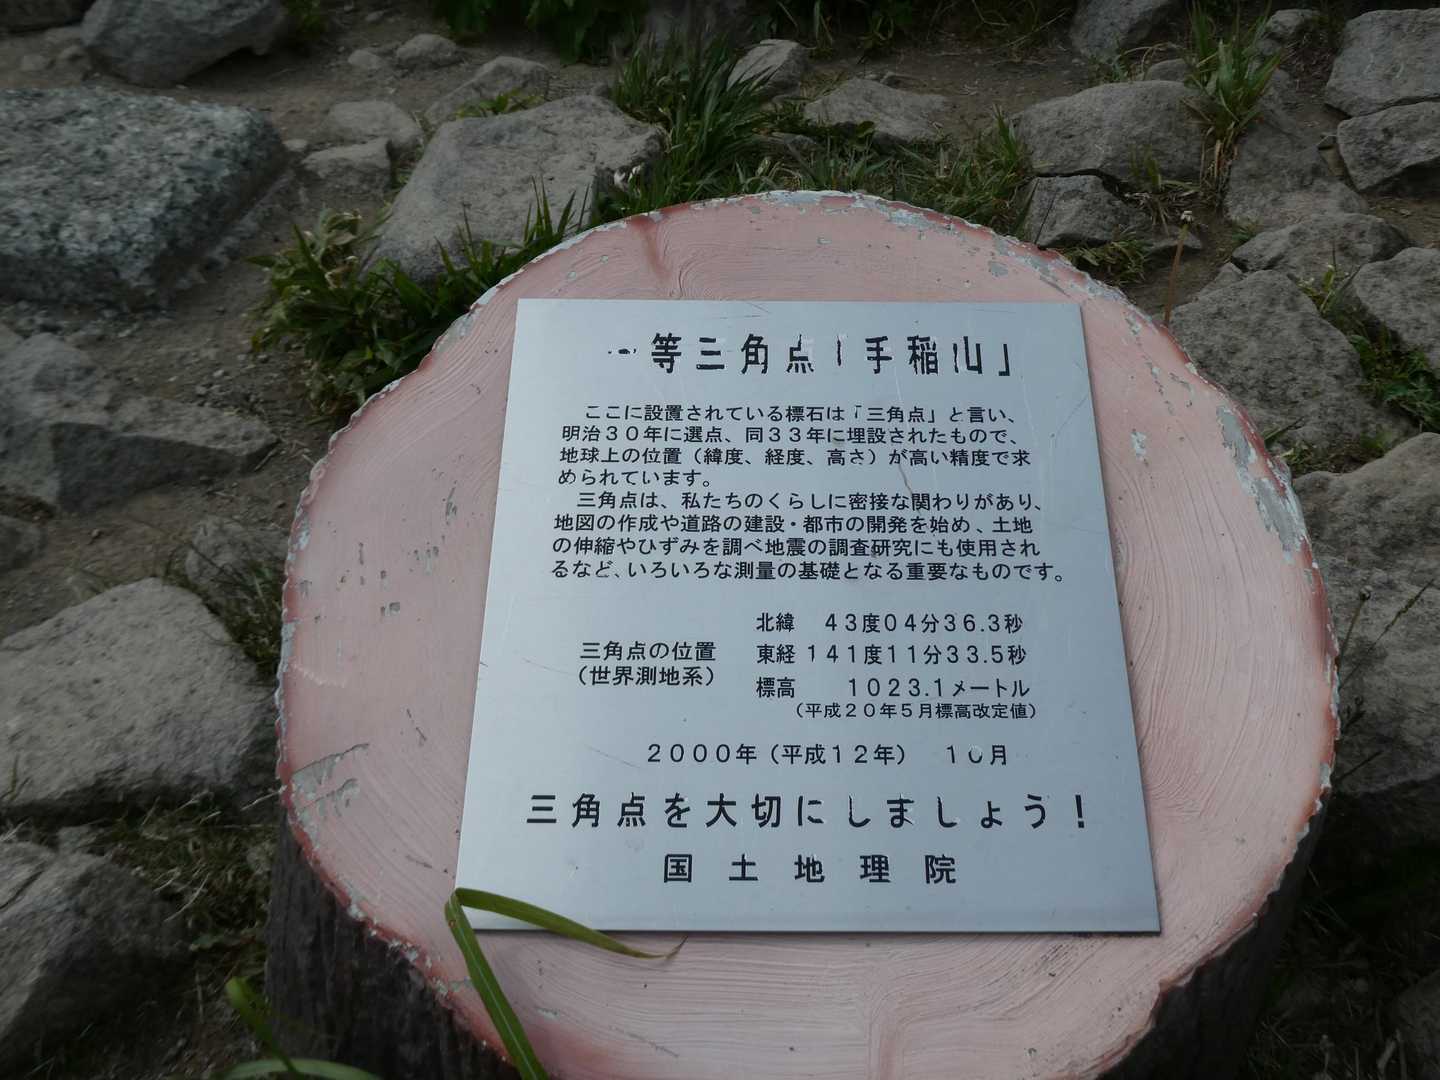 一等三角点「手稲山」
ここに設置されている標石は「三角点」と言い、
明治30年に選点、同33年に埋設されたもので、
地球上の位置（緯度、経度、高さ）が高い精度で求
められています。
三角点は、私たちのくらしに密接な関わりがあり、
地図の作成や道路の建設・都市の開発を始め、土地
の伸縮やひずみを調べ地震の調査研究にも使用され
るなど、いろいろな測量の基礎となる重要なものです。
三角点の位置
（世界測地系）
北緯 43度04分36.3秒
東経 141度11分33.5秒
標高 1023.1メートル
（平成20年5月標高改定値）
2000年（平成12年） 10月
三角点を大切にしましょう！
国土地理院